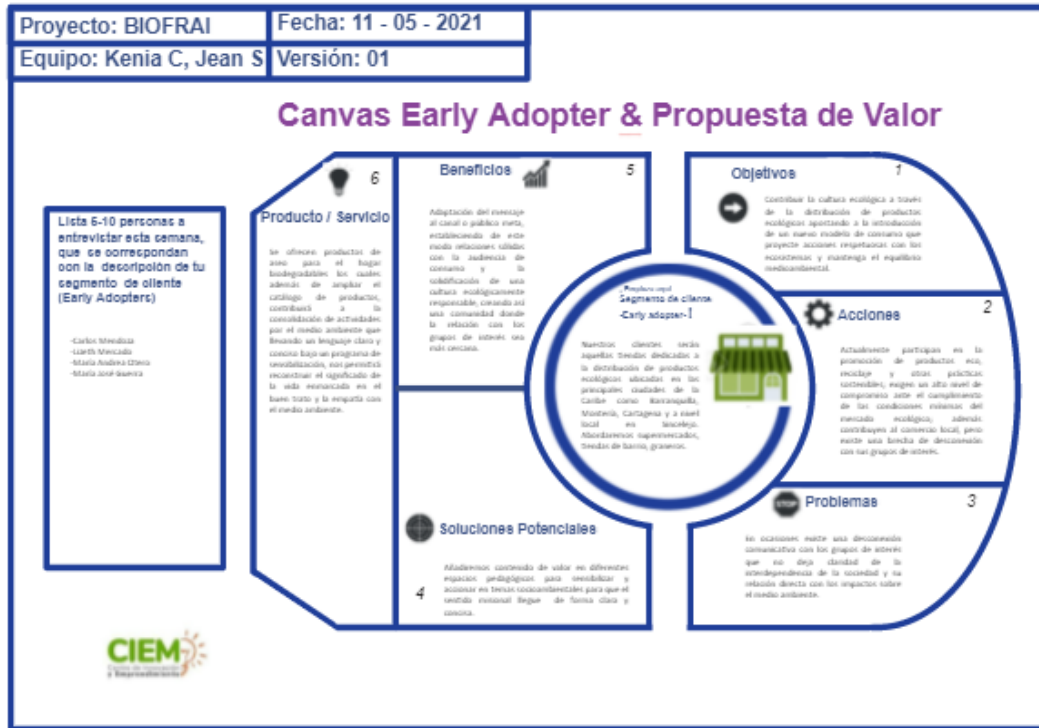 Proyecto: BIOFRAI
Fecha: 11 - 05 - 2021
Equipo: Kenia C, Jean S
Versión: 01
Canvas Early Adopter & Propuesta de Valor
Lista 5-10 personas a
entrevistar esta semana,
que se correspondan
con la descripción de tu
segmento de cliente
(Early Adopters)
-Carlos Mendoza
-Lizeth Mercado
-María Andrea Otero
-María José Guerra
6
Producto / Servicio
Se ofrecen productos de
aseo para el hogar
biodegradables los cuales
además de ampliar el
catálogo de productos,
contribuirá a la
consolidación de actividades
por el medio ambiente que
llevando un lenguaje claro y
conciso bajo un programa de
sensibilización, nos permitirá
reconstruir el significado de
la vida enmarcada en el
buen trato y la empatía con
el medio ambiente.
Beneficios
5
Adaptación del mensaje
al canal o público meta,
estableciendo de este
modo relaciones sólidas
con la audiencia de
consumo y la
solidificación de una
cultura ecológicamente
responsable, creando así
una comunidad donde
la relación con los
grupos de interés sea
más cercana.
Soluciones Potenciales
4
Añadiremos contenido de valor en diferentes
espacios pedagógicos para sensibilizar y
accionar en temas socioambientales para que el
sentido misional llegue de forma clara y
concisa.
Segmento de cliente
-Early adopter-
Nuestros clientes serán
aquellas tiendas dedicadas a
la distribución de productos
ecológicos ubicadas en las
principales ciudades de la
Caribe como Barranquilla,
Montería, Cartagena y a nivel
local en Sincelejo.
Abordaremos supermercados,
tiendas de barrio, graneros.
Objetivos
1
Contribuir la cultura ecológica a través
de la distribución de productos
ecológicos aportando a la introducción
de un nuevo modelo de consumo que
proyecte acciones respetuosas con los
ecosistemas y mantenga el equilibrio
medioambiental.
Acciones
2
Actualmente participan en la
promoción de productos eco,
reciclaje y otras prácticas
sostenibles, exigen un alto nivel de
compromiso ante el cumplimiento
de las condiciones mínimas del
mercado ecológico; además
contribuyen al comercio local, pero
existe una brecha de desconexión
con sus grupos de interés.
STOP
Problemas
3
En ocasiones existe una desconexión
comunicativa con los grupos de interés
que no deja claridad de la
interdependencia de la sociedad y su
relación directa con los impactos sobre
el medio ambiente.
CIEM
y Emprendimiento